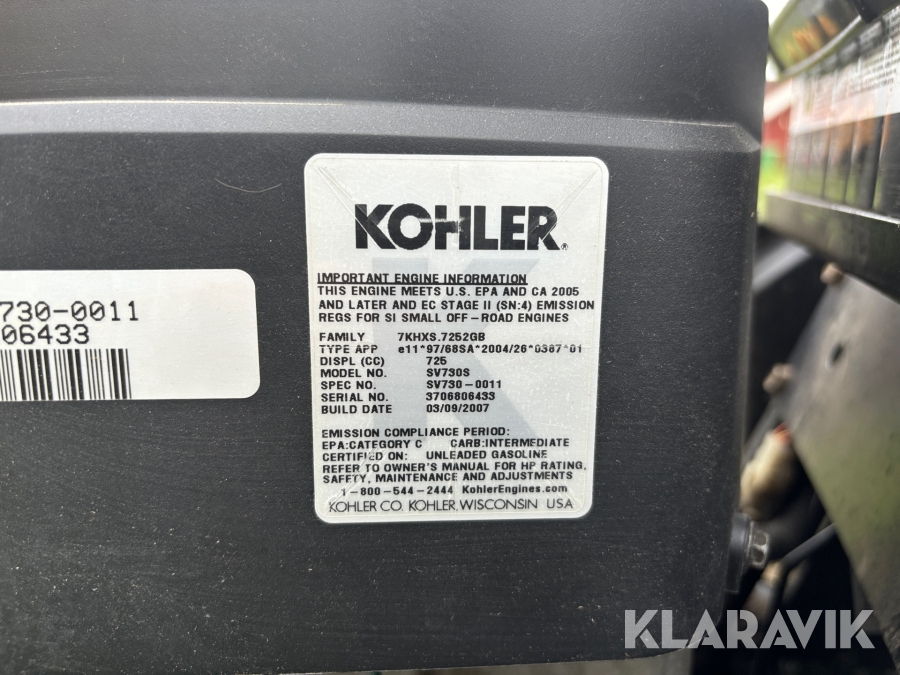 KOHLER®
IMPORTANT ENGINE INFORMATION
THIS ENGINE MEETS U.S. EPA AND CA 2005
AND LATER AND EC STAGE II (SN:4) EMISSION
REGS FOR SI SMALL OFF-ROAD ENGINES
FAMILY 7KHXS.7252GB
TYPE APP e11*97/68SA*2004/26*0387*01
DISPL (CC) 725
MODEL NO. SV730S
SPEC NO. SV730-0011
SERIAL NO. 3706806433
BUILD DATE 03/09/2007
EMISSION COMPLIANCE PERIOD:
EPA:CATEGORY C CARB:INTERMEDIATE
CERTIFIED ON: UNLEADED GASOLINE
REFER TO OWNER'S MANUAL FOR HP RATING,
SAFETY, MAINTENANCE AND ADJUSTMENTS
1-800-544-2444 KohlerEngines.com
KOHLER CO. KOHLER, WISCONSIN USA
730-0011
06433
KLARAVIK